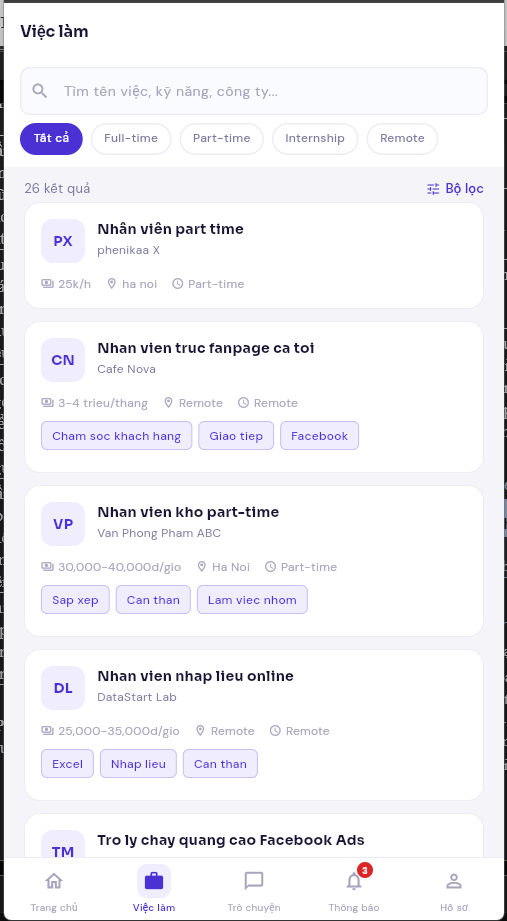 Việc làm
Tìm tên việc, kỹ năng, công ty...
Tất cả Full-time Part-time Internship Remote
26 kết quả Bộ lọc
PX Nhân viên part time
phenikaa X
25k/h ha noi Part-time
CN Nhan vien truc fanpage ca toi
Cafe Nova
3-4 trieu/thang Remote Remote
Cham soc khach hang Giao tiep Facebook
VP Nhan vien kho part-time
Van Phong Pham ABC
30,000-40,000d/gio Ha Noi Part-time
Sap xep Can than Lam viec nhom
DL Nhan vien nhap lieu online
DataStart Lab
25,000-35,000d/gio Remote Remote
Excel Nhap lieu Can than
TM Tro ly chay quang cao Facebook Ads
3
Trang chủ Việc làm Trò chuyện Thông báo Hồ sơ